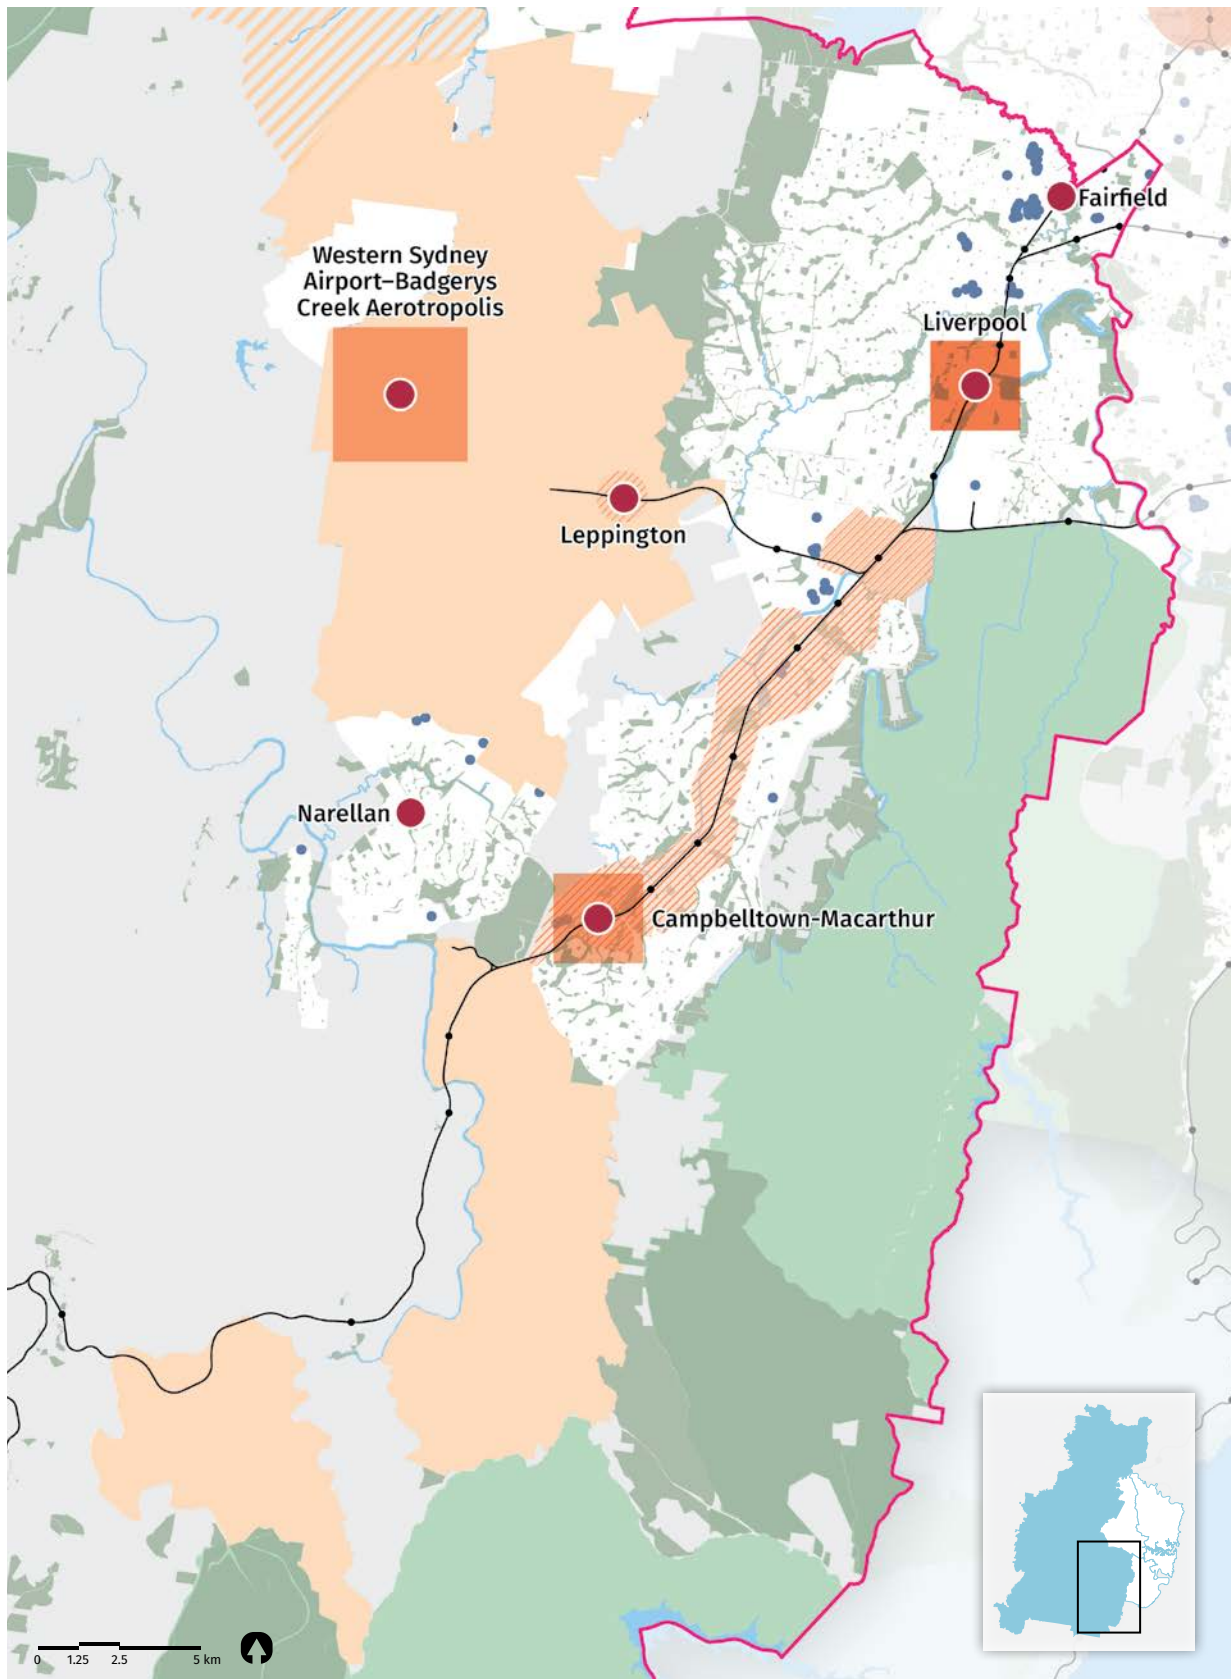 Fairfield
Western Sydney
Airport–Badgerys
Creek Aerotropolis
Liverpool
Leppington
Narellan
Campbelltown-Macarthur
0 1.25 2.5 5 km